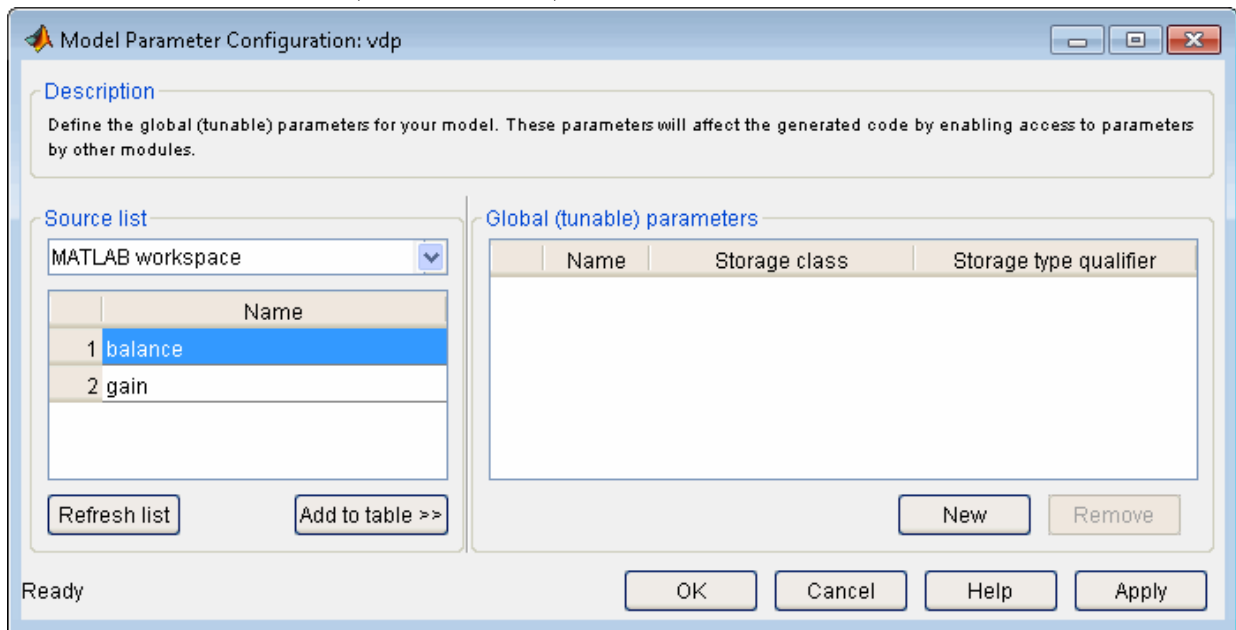 Model Parameter Configuration: vdp
Description
Define the global (tunable) parameters for your model. These parameters will affect the generated code by enabling access to parameters
by other modules.
Source list
MATLAB workspace
Name
1 balance
2 gain
Refresh list
Add to table >>
Global (tunable) parameters
Name Storage class Storage type qualifier
New
Remove
Ready
OK
Cancel
Help
Apply